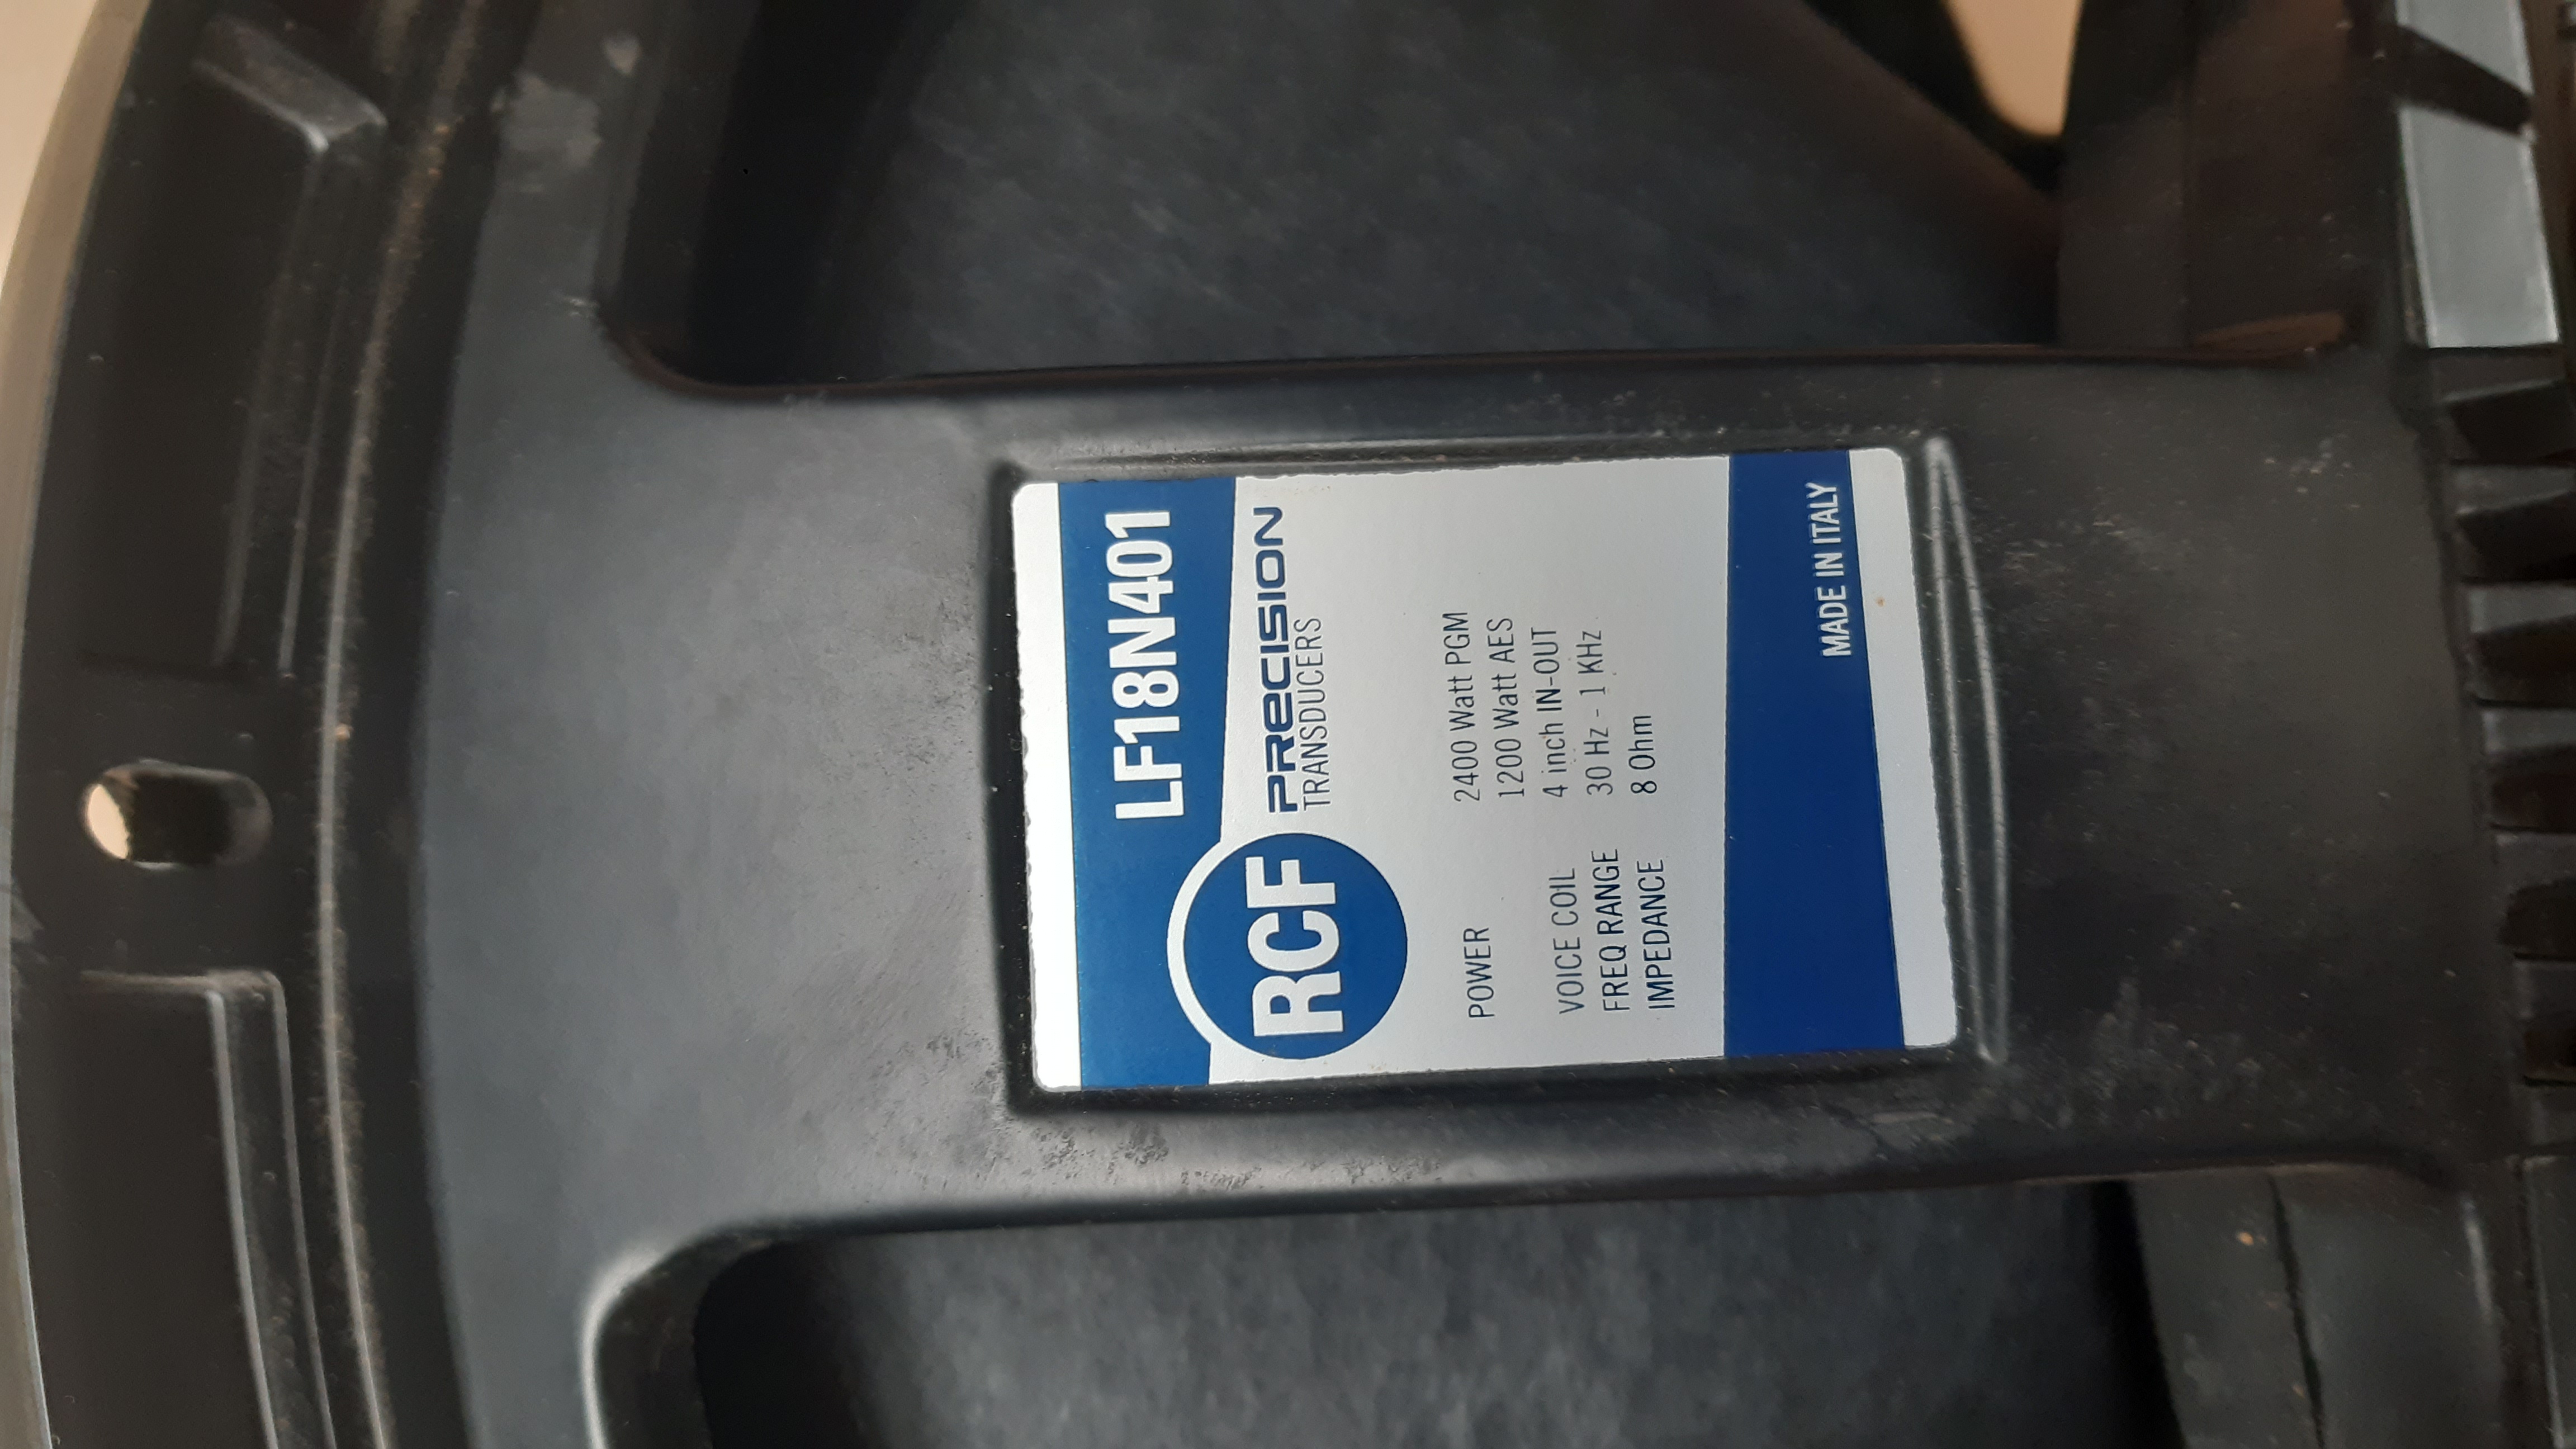 LF18N401
RCF PRECISION
TRANSDUCERS
POWER 2400 Watt PGM
1200 Watt AES
VOICE COIL 4 inch IN-OUT
FREQ RANGE 30 Hz - 1 KHz
IMPEDANCE 8 Ohm
MADE IN ITALY